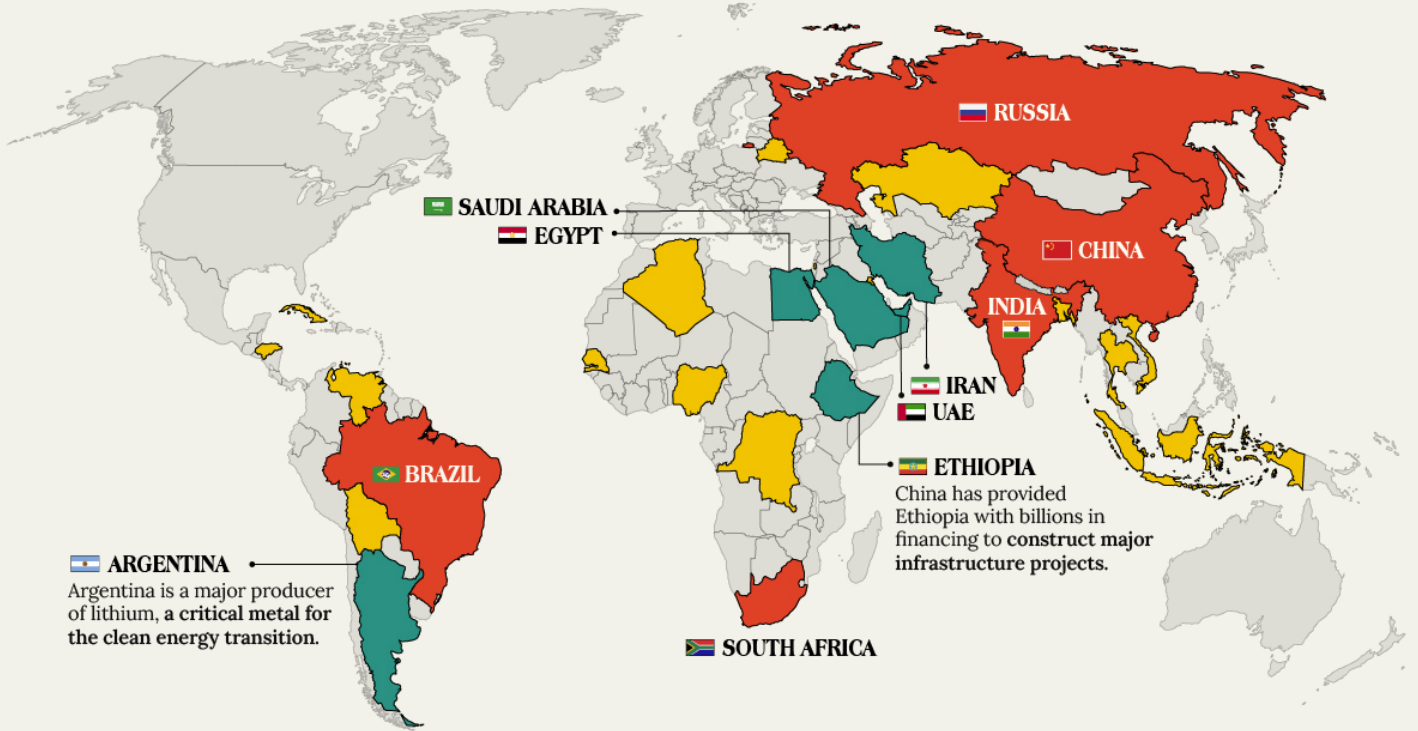 RUSSIA
SAUDI ARABIA
EGYPT
CHINA
INDIA
IRAN
UAE
BRAZIL
ETHIOPIA
China has provided
Ethiopia with billions in
financing to construct major
infrastructure projects.
ARGENTINA
Argentina is a major producer
of lithium, a critical metal for
the clean energy transition.
SOUTH AFRICA